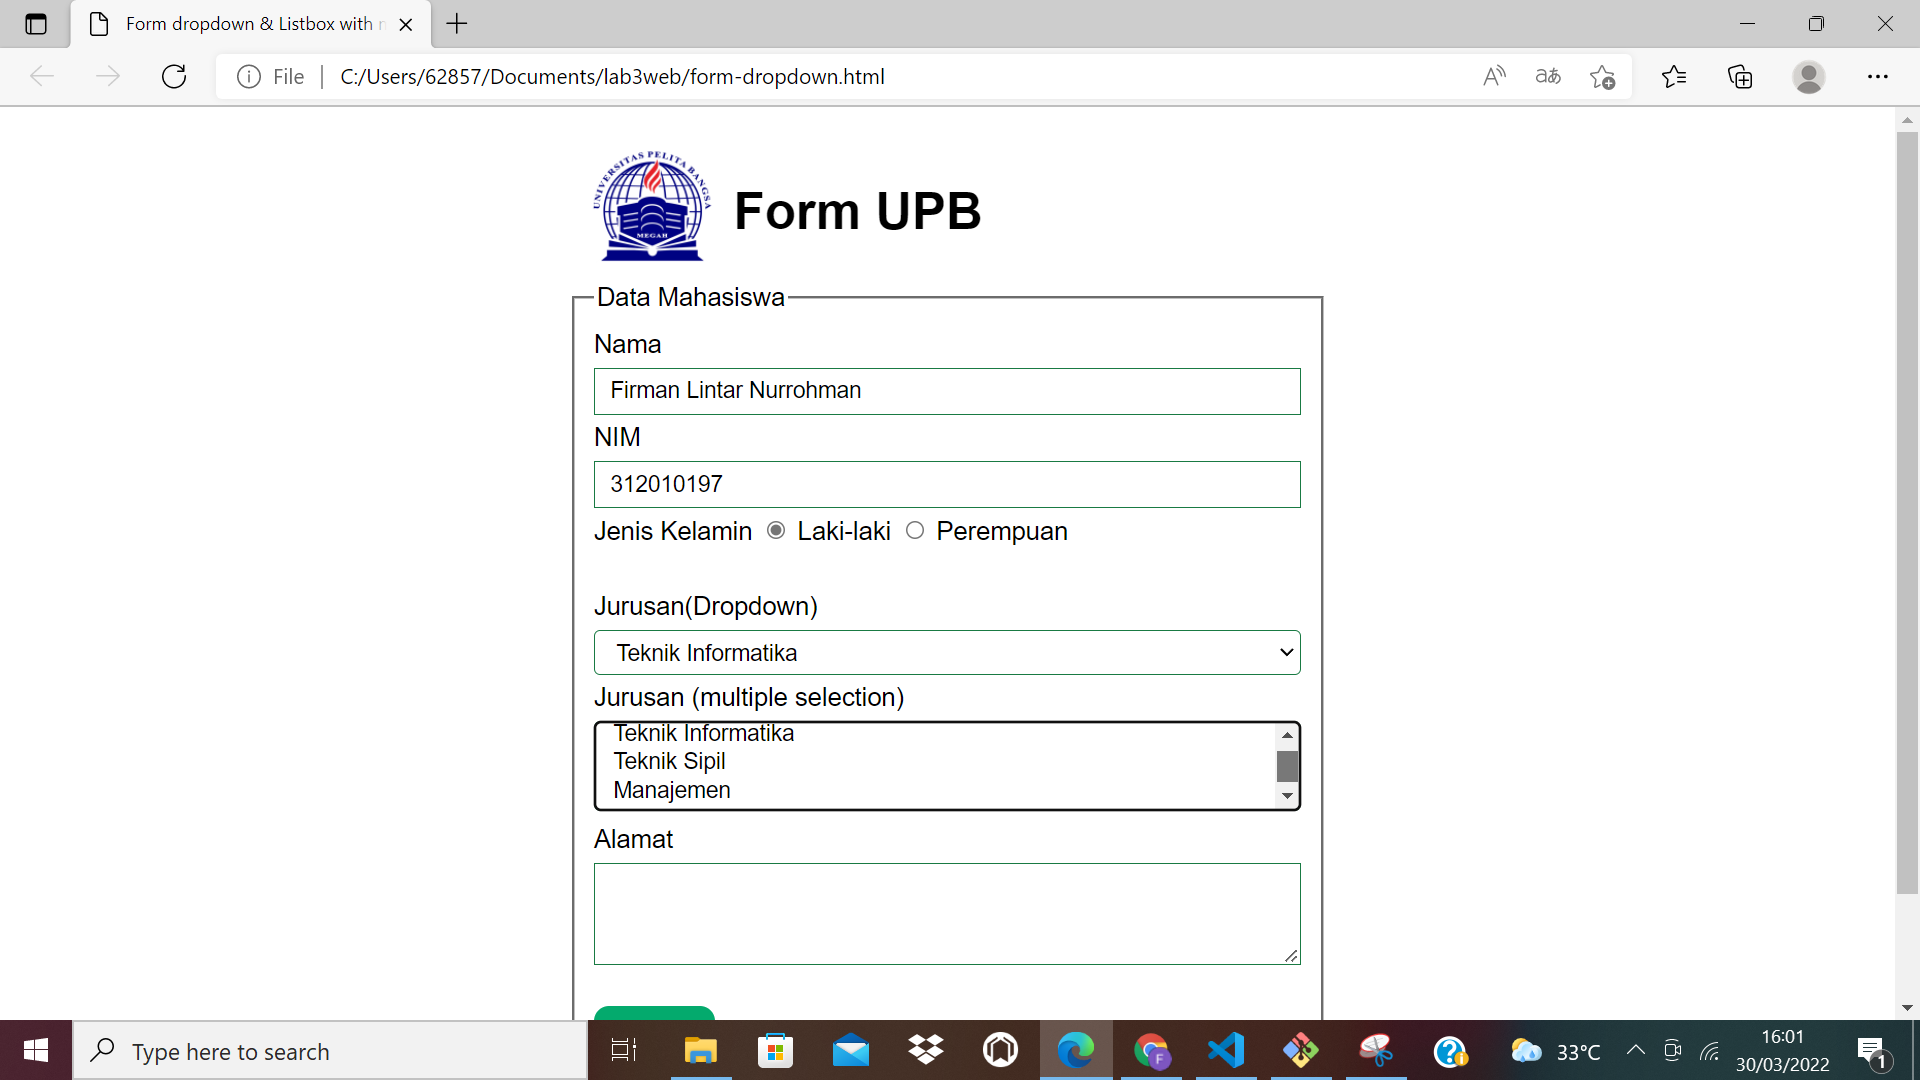 Form dropdown & Listbox with
File
C:/Users/62857/Documents/lab3web/form-dropdown.html
UNIVERSITAS PELITA BANGSA
MEGAH
Form UPB
Data Mahasiswa
Nama
Firman Lintar Nurrohman
NIM
312010197
Jenis Kelamin Laki-laki Perempuan
Jurusan(Dropdown)
Teknik Informatika
Jurusan (multiple selection)
Teknik Informatika
Teknik Sipil
Manajemen
Alamat
Type here to search
F
33°C
16:01
30/03/2022
1